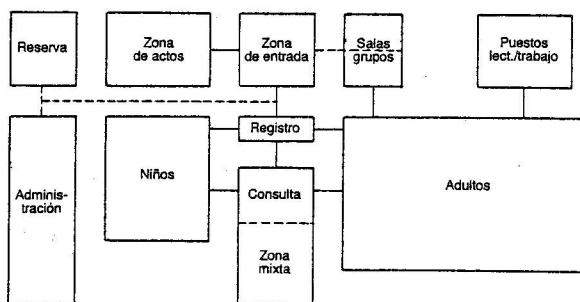 Reserva
Zona
de actos
Zona
de entrada
Salas
grupos
Puestos
lect./trabajo
Registro
Adminis-
tración
Niños
Consulta
Adultos
Zona
mixta